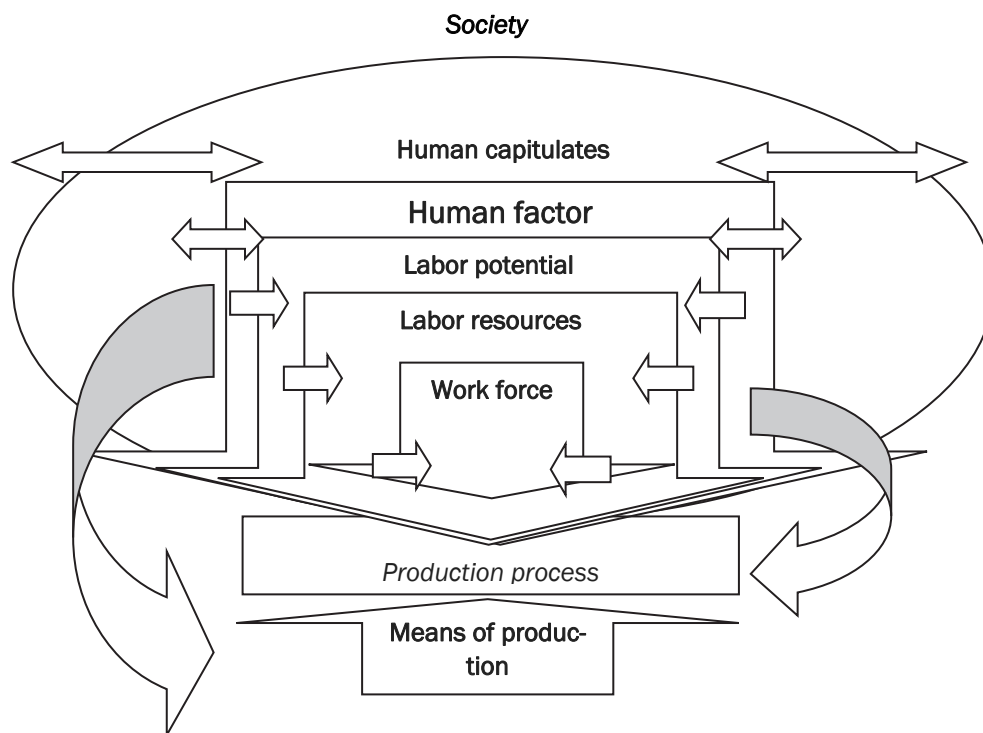 Society
Human capitulates
Human factor
Labor potential
Labor resources
Work force
Production process
Means of produc-
tion